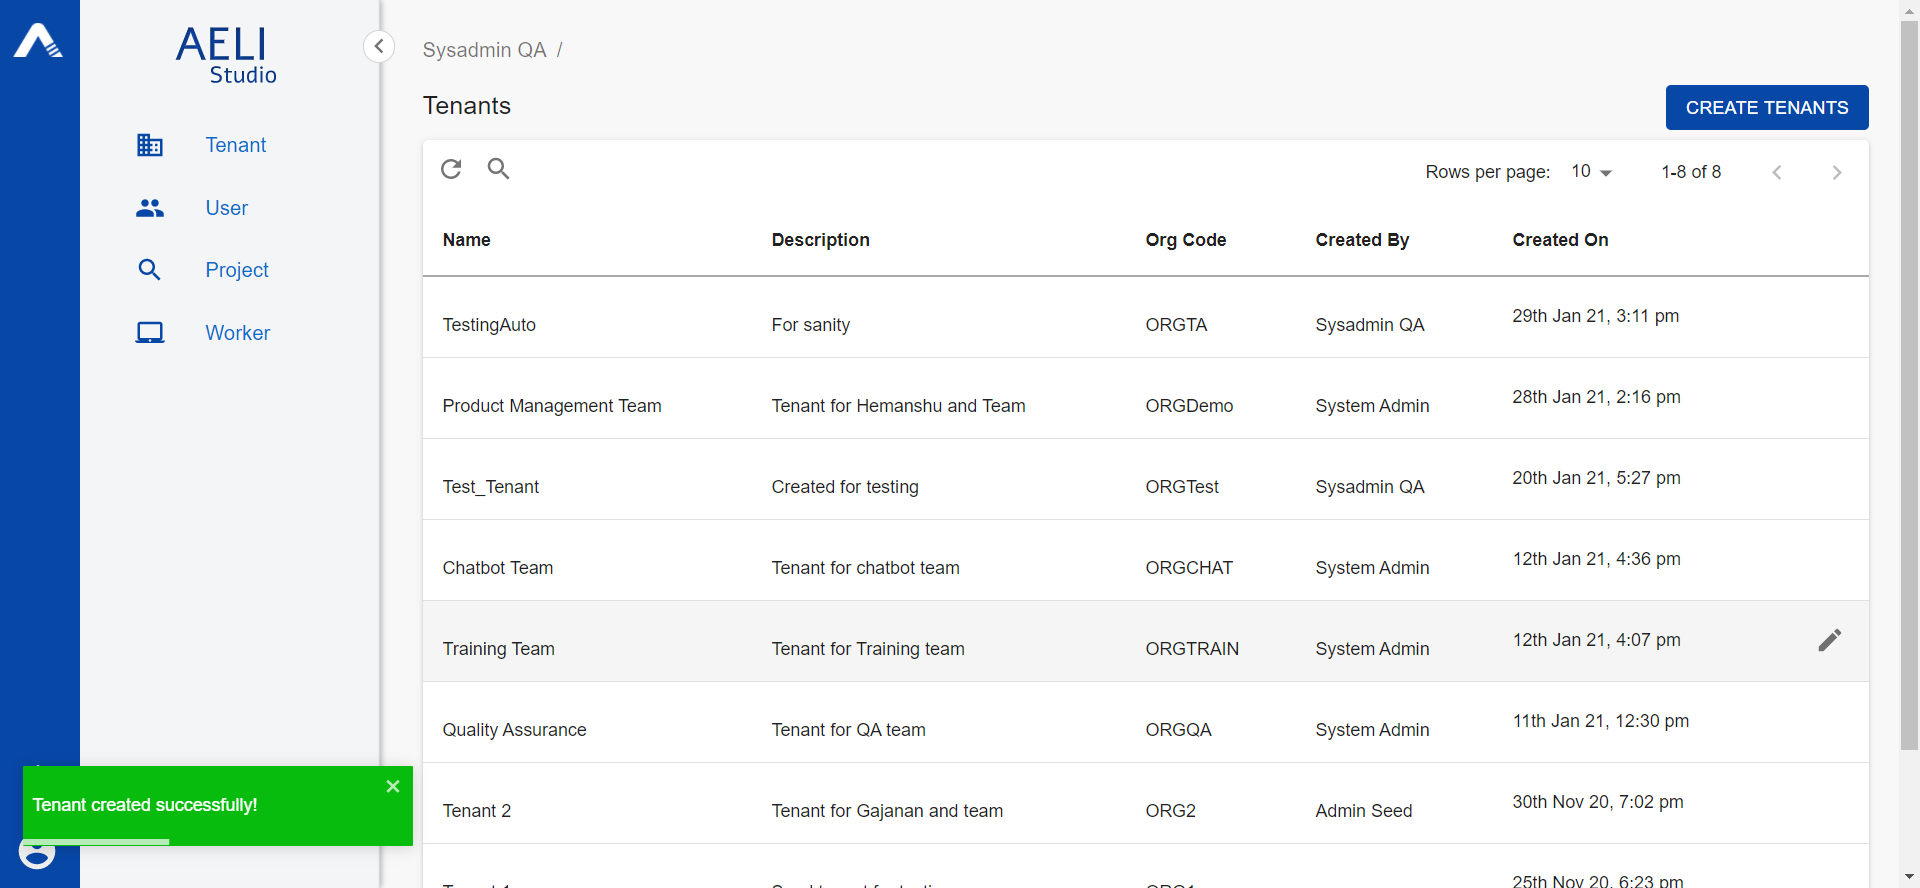 AELI
Studio
Tenant
User
Project
Worker
Sysadmin QA /
Tenants
CREATE TENANTS
Rows per page: 10 1-8 of 8
Name Description Org Code Created By Created On
TestingAuto For sanity ORGTA Sysadmin QA 29th Jan 21, 3:11 pm
Product Management Team Tenant for Hemanshu and Team ORGDemo System Admin 28th Jan 21, 2:16 pm
Test_Tenant Created for testing ORGTest Sysadmin QA 20th Jan 21, 5:27 pm
Chatbot Team Tenant for chatbot team ORGCHAT System Admin 12th Jan 21, 4:36 pm
Training Team Tenant for Training team ORGTRAIN System Admin 12th Jan 21, 4:07 pm
Quality Assurance Tenant for QA team ORGQA System Admin 11th Jan 21, 12:30 pm
Tenant 2 Tenant for Gajanan and team ORG2 Admin Seed 30th Nov 20, 7:02 pm
25th Nov 20, 6:23 pm
Tenant created successfully!